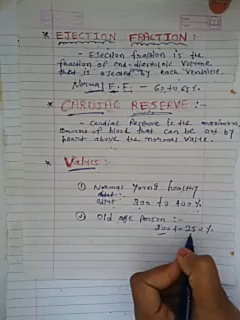 * EJECTION FRACTION :-
- Ejection fraction is the
fraction of end-diastolic volume
that is ejected by each ventricle.
Normal E.F. - 60 to 65%
* CARDIAC RESERVE :-
- Cardiac Reserve is the maximum
amount of blood that can be out by
heart above the normal value.
* Values :-
① Normal young healthy
adult 300 to 400%
② Old age person :-
200 to 250%